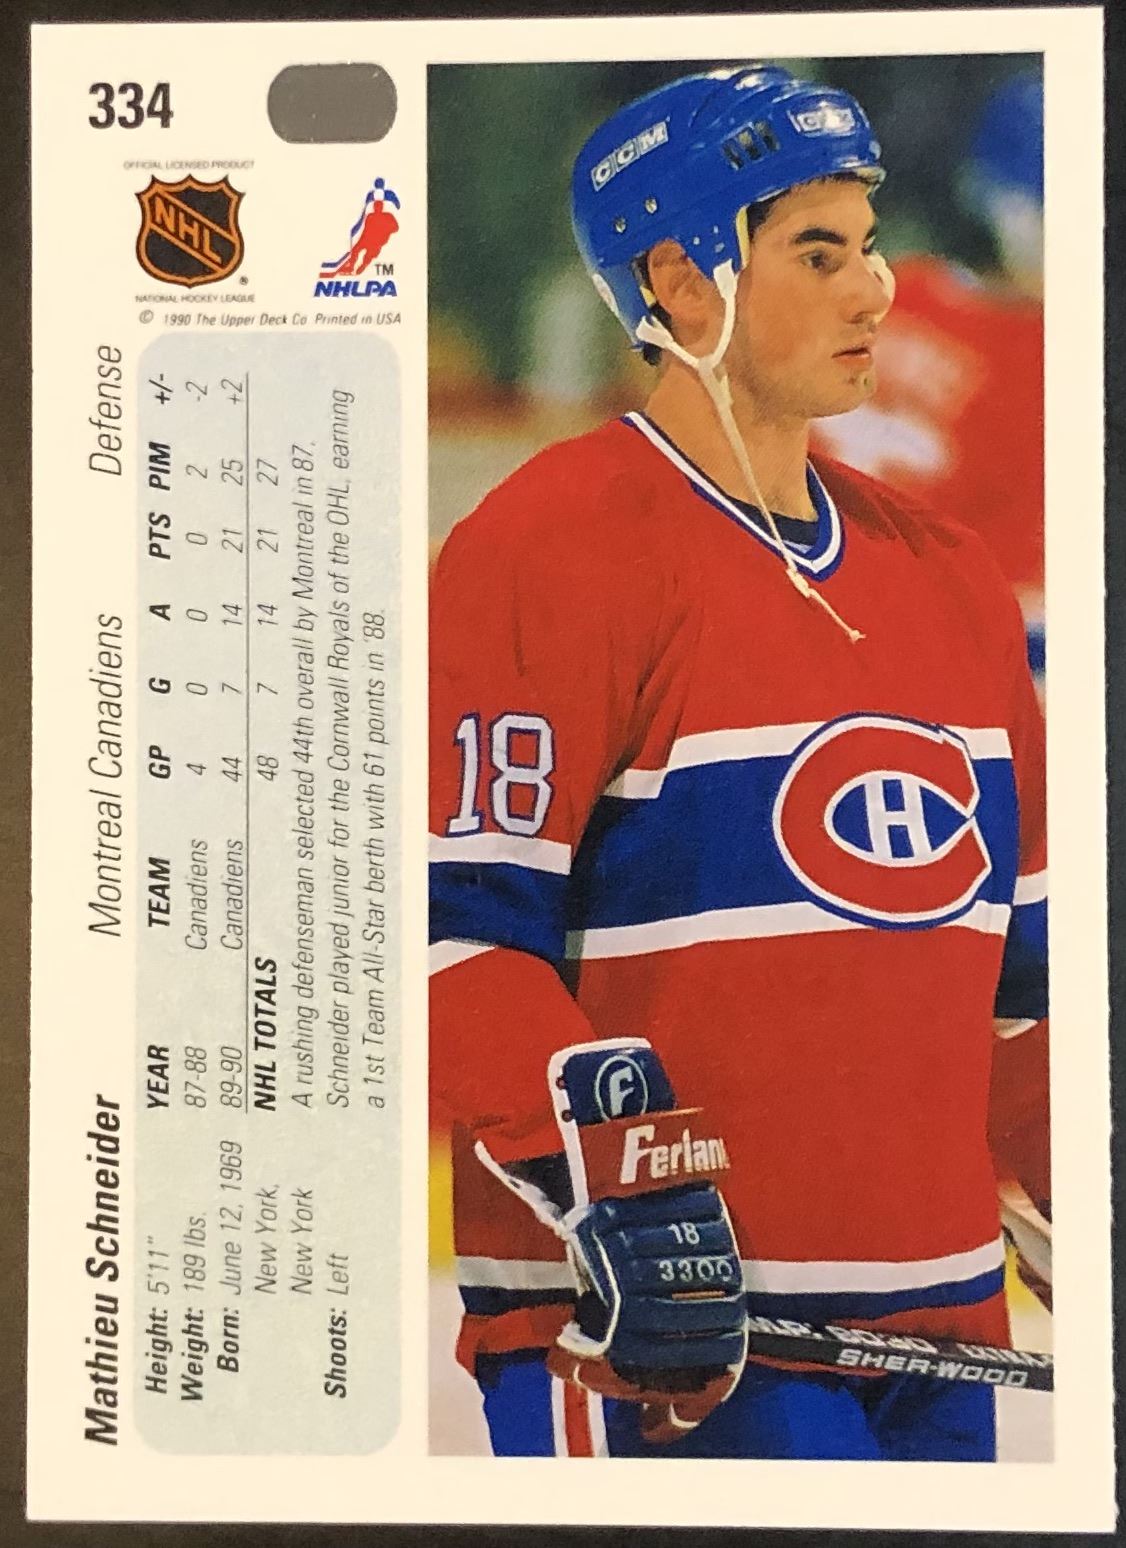 334
OFFICIAL LICENSED PRODUCT
NHL
®
NATIONAL HOCKEY LEAGUE
TM
NHLPA
© 1990 The Upper Deck Co. Printed in USA
Mathieu Schneider Montreal Canadiens Defense
Height: 5'11"
Weight: 189 lbs.
Born: June 12, 1969
New York,
New York
Shoots: Left
YEAR TEAM GP G A PTS PIM +/-
87-88 Canadiens 4 0 0 0 2 -2
89-90 Canadiens 44 7 14 21 25 +2
NHL TOTALS 48 7 14 21 27
A rushing defenseman selected 44th overall by Montreal in 87,
Schneider played junior for the Cornwall Royals of the OHL, earning
a 1st Team All-Star berth with 61 points in '88.
CCM
CCM
18
CH
F
Ferlan
18
3300
SHER-WOOD